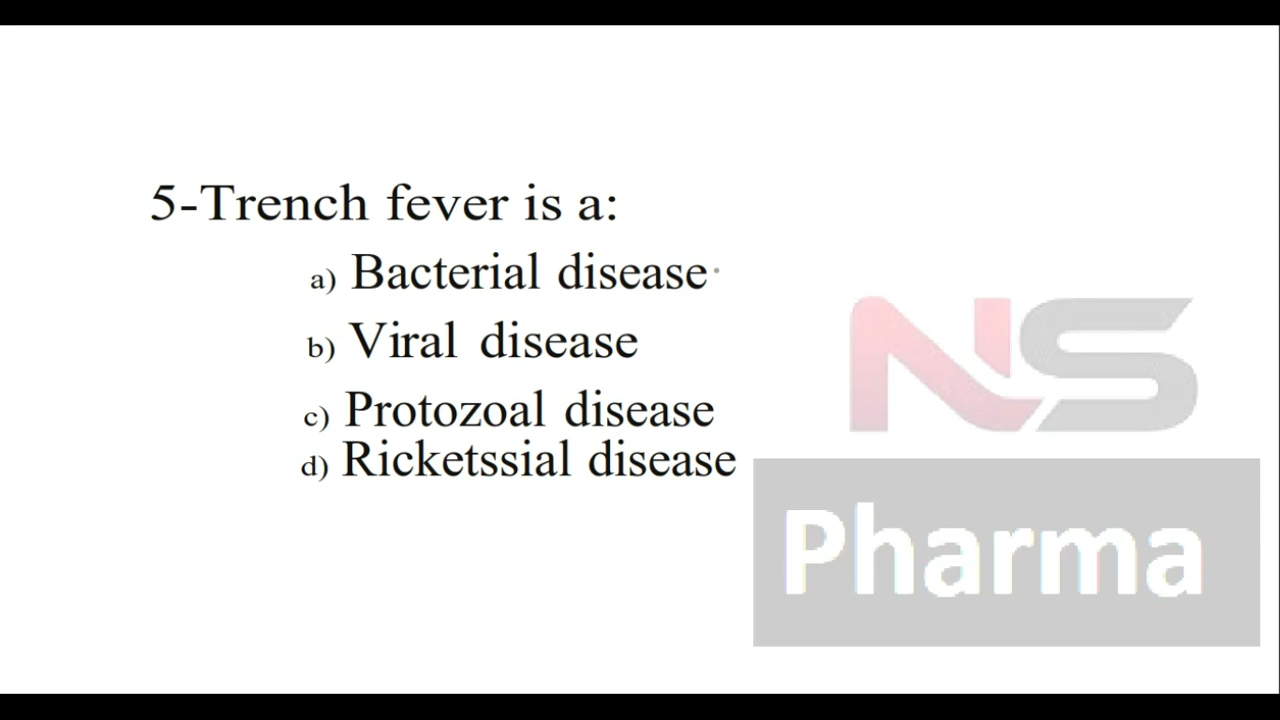 5-Trench fever is a:
a) Bacterial disease
b) Viral disease
c) Protozoal disease
d) Ricketssial disease
NS
Pharma